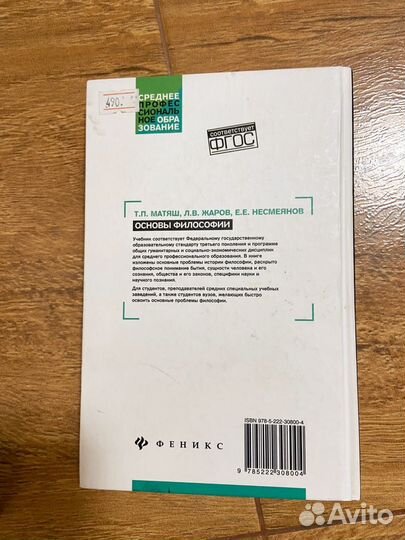 СРЕДНЕЕ
ПРОФЕС
СИОНАЛЬ
НОЕ ОБРА
ЗОВАНИЕ
490.
соответствует
ФГОС
Т.П. МАТЯШ, Л.В. ЖАРОВ, Е.Е. НЕСМЕЯНОВ
ОСНОВЫ ФИЛОСОФИИ
Учебник соответствует Федеральному государственному
образовательному стандарту третьего поколения и программе
общих гуманитарных и социально-экономических дисциплин
для среднего профессионального образования. В книге
изложены основные проблемы истории философии, раскрыто
философское понимание бытия, сущности человека и его
сознания, общества и его законов, специфики науки и
научного познания.
Для студентов, преподавателей средних специальных учебных
заведений, а также студентов вузов, желающих быстро
освоить основные проблемы философии.
ФЕНИКС
ISBN 978-5-222-30800-4
9 785222 308004
Avito